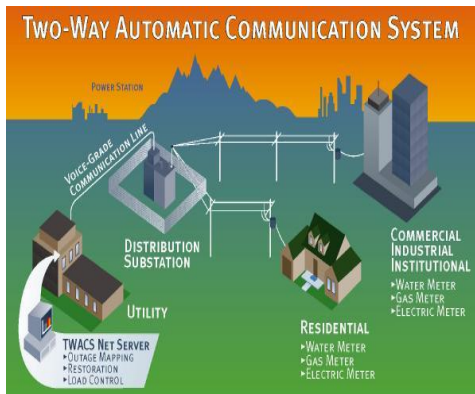 TWO-WAY AUTOMATIC COMMUNICATION SYSTEM
POWER STATION
VOICE-GRADE
COMMUNICATION LINE
DISTRIBUTION
SUBSTATION
UTILITY
TWACS NET SERVER
▸OUTAGE MAPPING
▸RESTORATION
▸LOAD CONTROL
RESIDENTIAL
▸WATER METER
▸GAS METER
▸ELECTRIC METER
COMMERCIAL
INDUSTRIAL
INSTITUTIONAL
▸WATER METER
▸GAS METER
▸ELECTRIC METER